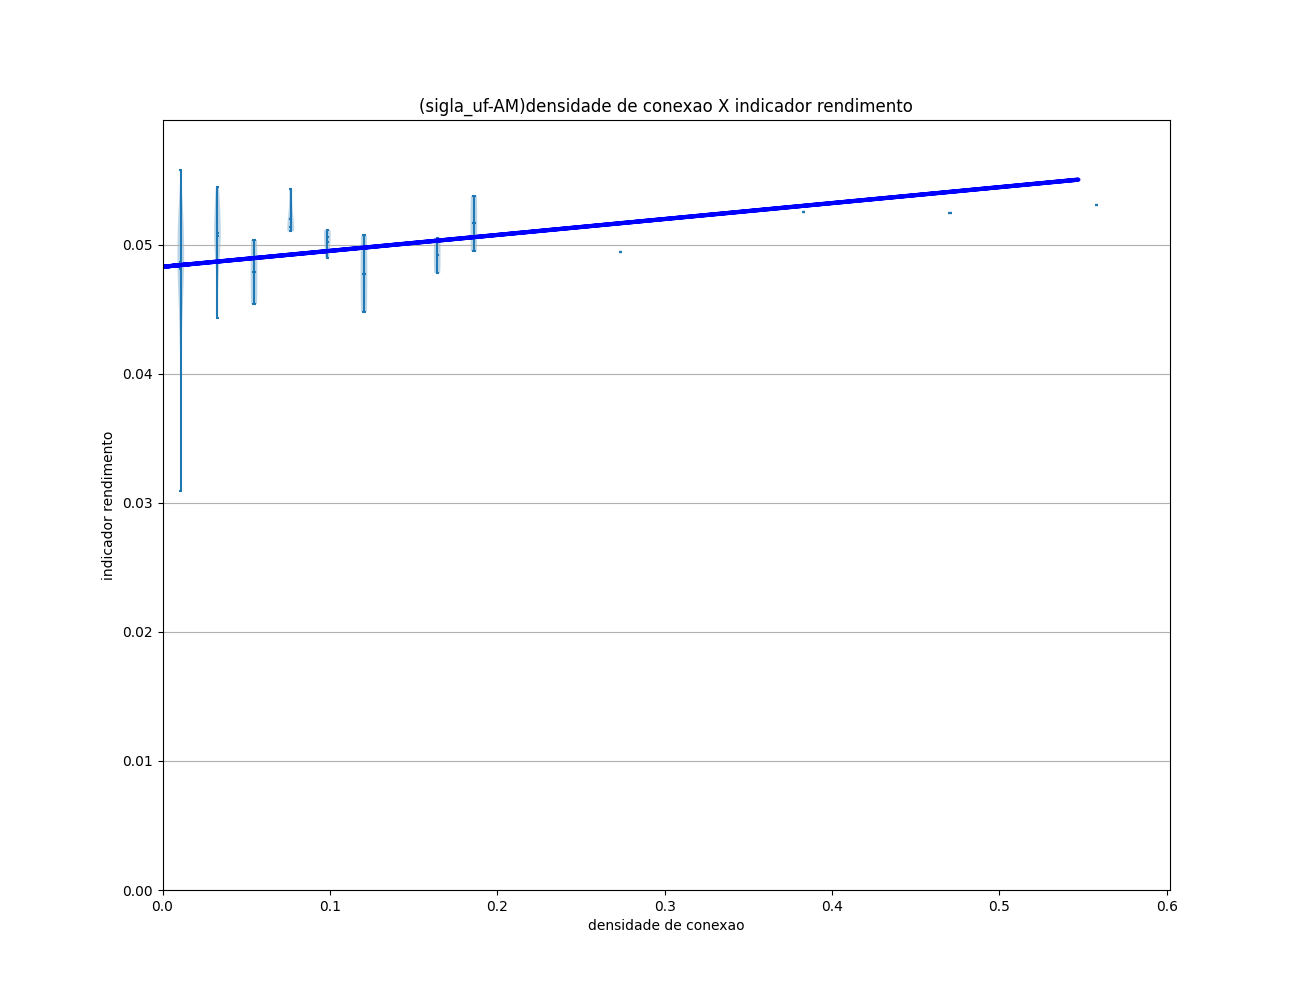 (sigla_uf-AM)densidade de conexao X indicador rendimento
indicador rendimento
0.05
0.04
0.03
0.02
0.01
0.00
0.0 0.1 0.2 0.3 0.4 0.5 0.6
densidade de conexao